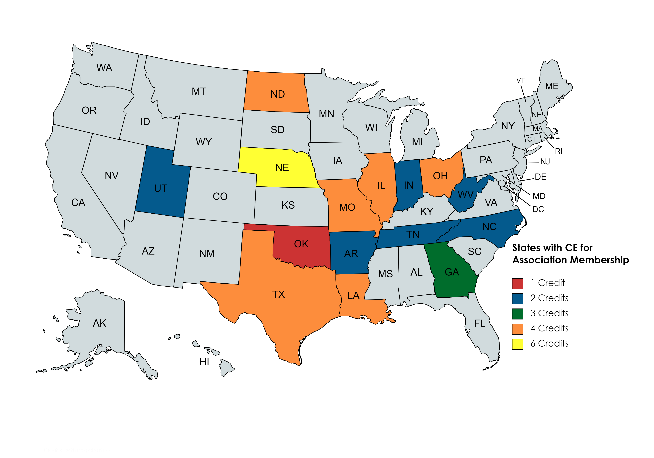 WA
OR
CA
NV
ID
MT
WY
UT
AZ
CO
NM
ND
SD
NE
KS
OK
TX
MN
IA
MO
AR
LA
WI
IL
MS
MI
IN
KY
TN
AL
OH
WV
GA
FL
SC
NC
VA
PA
NY
ME
MA
RI
NJ
DE
MD
DC
AK
HI
States with CE for
Association Membership
1 Credit
2 Credits
3 Credits
4 Credits
6 Credits